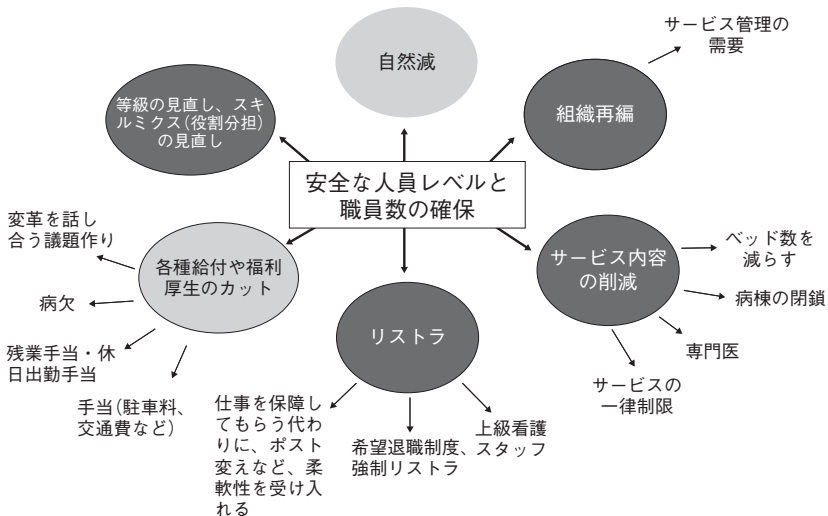 サービス管理の
需要
自然減
組織再編
等級の見直し、スキ
ルミクス(役割分担)
の見直し
安全な人員レベルと
職員数の確保
変革を話し
合う議題作り
各種給付や福利
厚生のカット
病欠
残業手当・休
日出勤手当
手当(駐車料、
交通費など)
サービス内容
の削減
ベッド数を
減らす
病棟の閉鎖
専門医
サービスの
一律制限
リストラ
仕事を保障し
てもらう代わ
りに、ポスト
変えなど、柔
軟性を受け入
れる
希望退職制度、
強制リストラ
上級看護
スタッフ